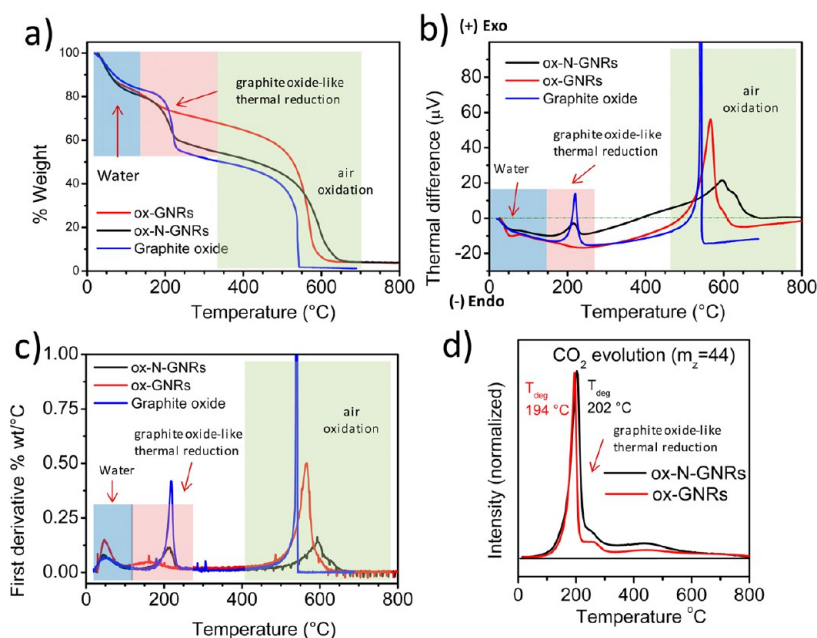 a)
100
80
60
40
20
0
% Weight
graphite oxide-like
thermal reduction
Water
air
oxidation
ox-GNRs
ox-N-GNRs
Graphite oxide
0 200 400 600 800
Temperature (°C)
b)
(+) Exo
80
60
40
20
0
-20
Thermal difference (µV)
ox-N-GNRs
ox-GNRs
Graphite oxide
air
oxidation
graphite oxide-like
thermal reduction
Water
(-) Endo
0 200 400 600 800
Temperature (°C)
c)
1.00
0.75
0.50
0.25
0.00
First derivative % wt/°C
ox-N-GNRs
ox-GNRs
Graphite oxide
air
oxidation
graphite oxide-like
thermal reduction
Water
0 200 400 600 800
Temperature (°C)
d)
CO2 evolution (mz=44)
Intensity (normalized)
Tdeg
194 °C
Tdeg
202 °C
graphite oxide-like
thermal reduction
ox-N-GNRs
ox-GNRs
0 200 400 600 800
Temperature °C